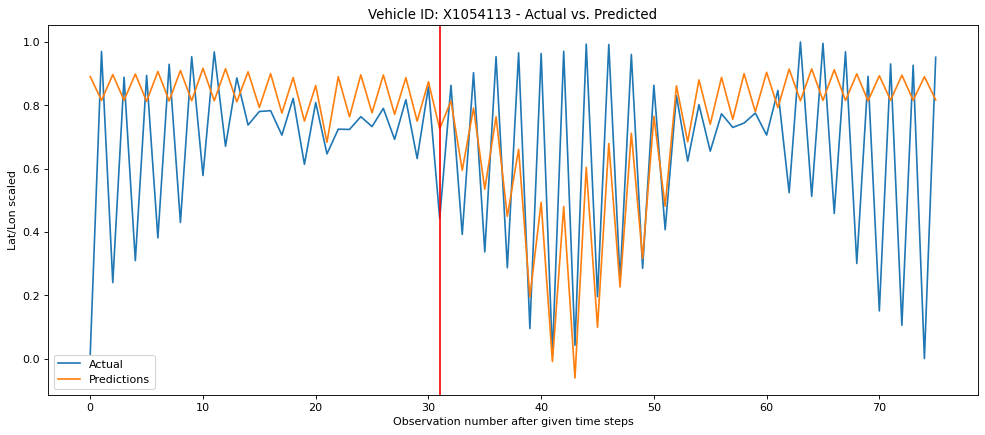 Vehicle ID: X1054113 - Actual vs. Predicted
1.0
0.8
0.6
0.4
0.2
0.0
Lat/Lon scaled
Actual
Predictions
0 10 20 30 40 50 60 70
Observation number after given time steps